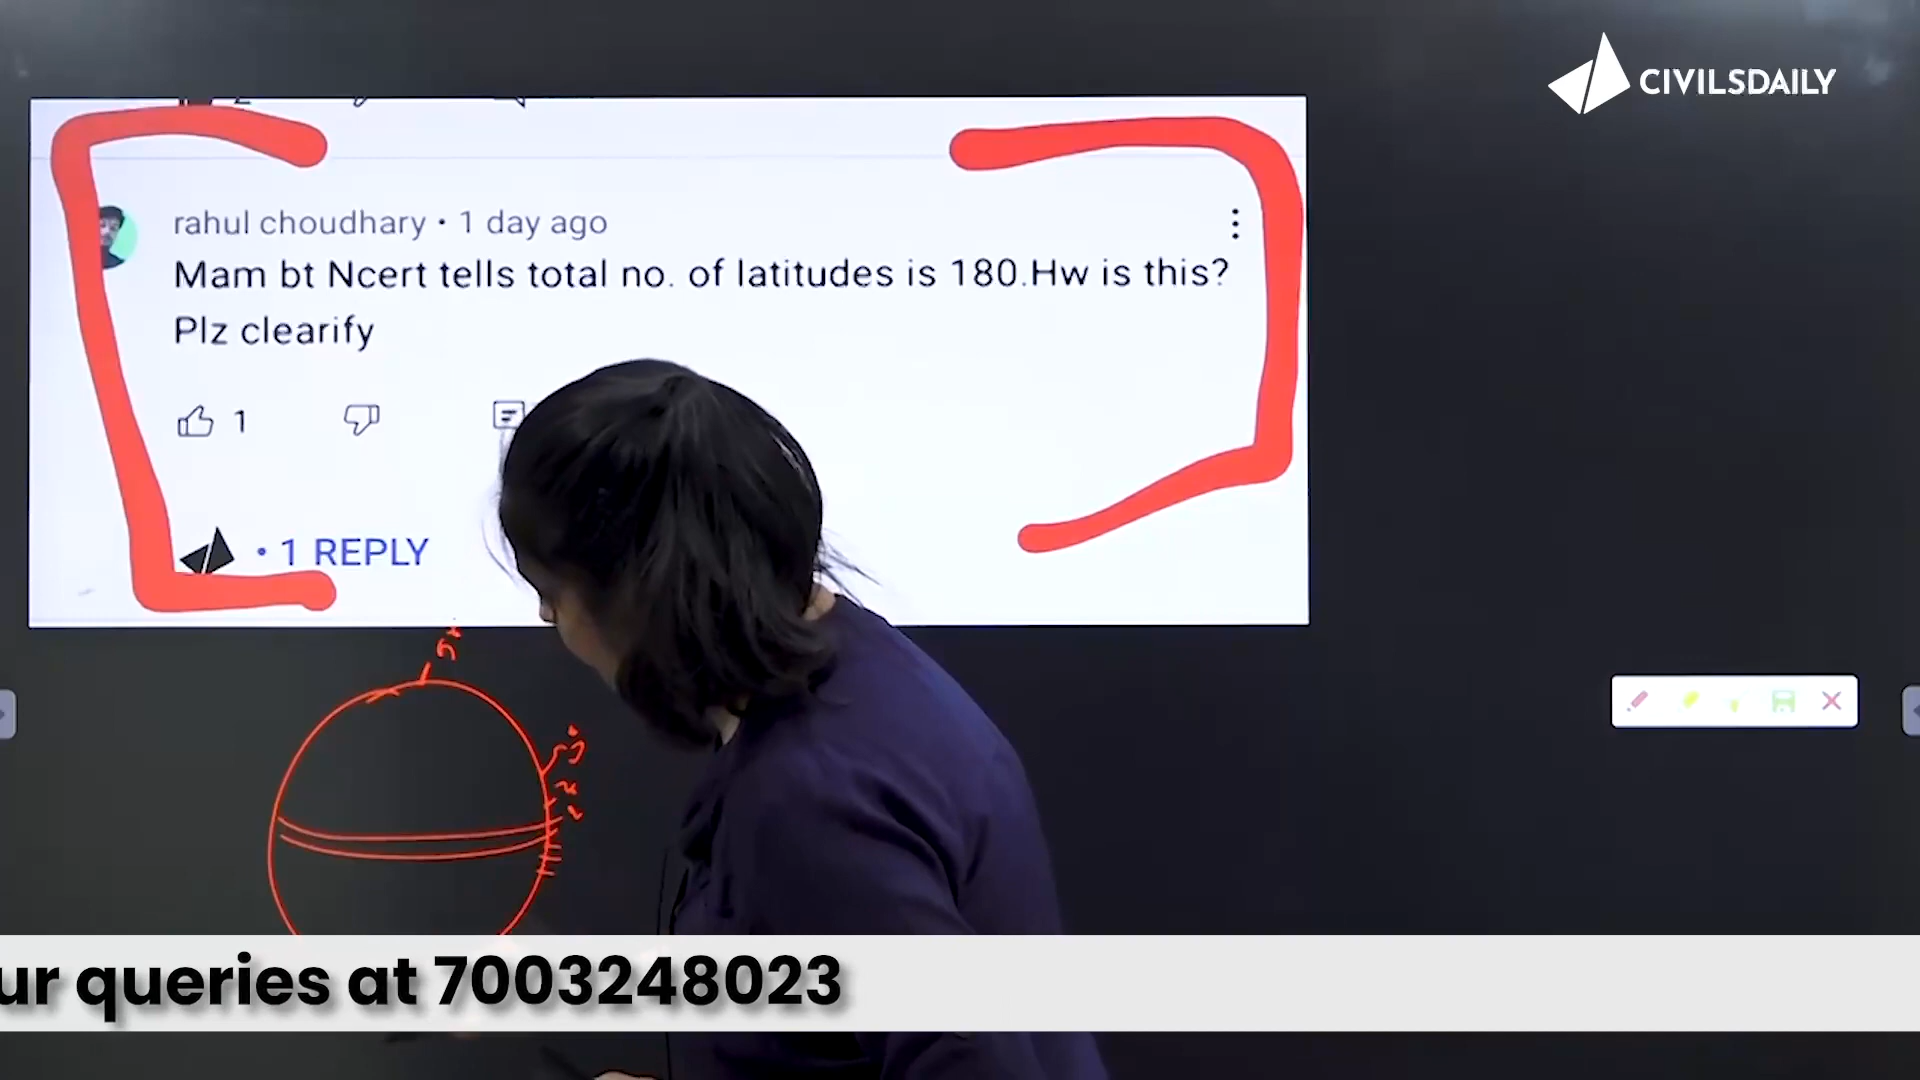 CIVILSDAILY
rahul choudhary • 1 day ago
Mam bt Ncert tells total no. of latitudes is 180.Hw is this?
Plz clearify
1
• 1 REPLY
ur queries at 7003248023